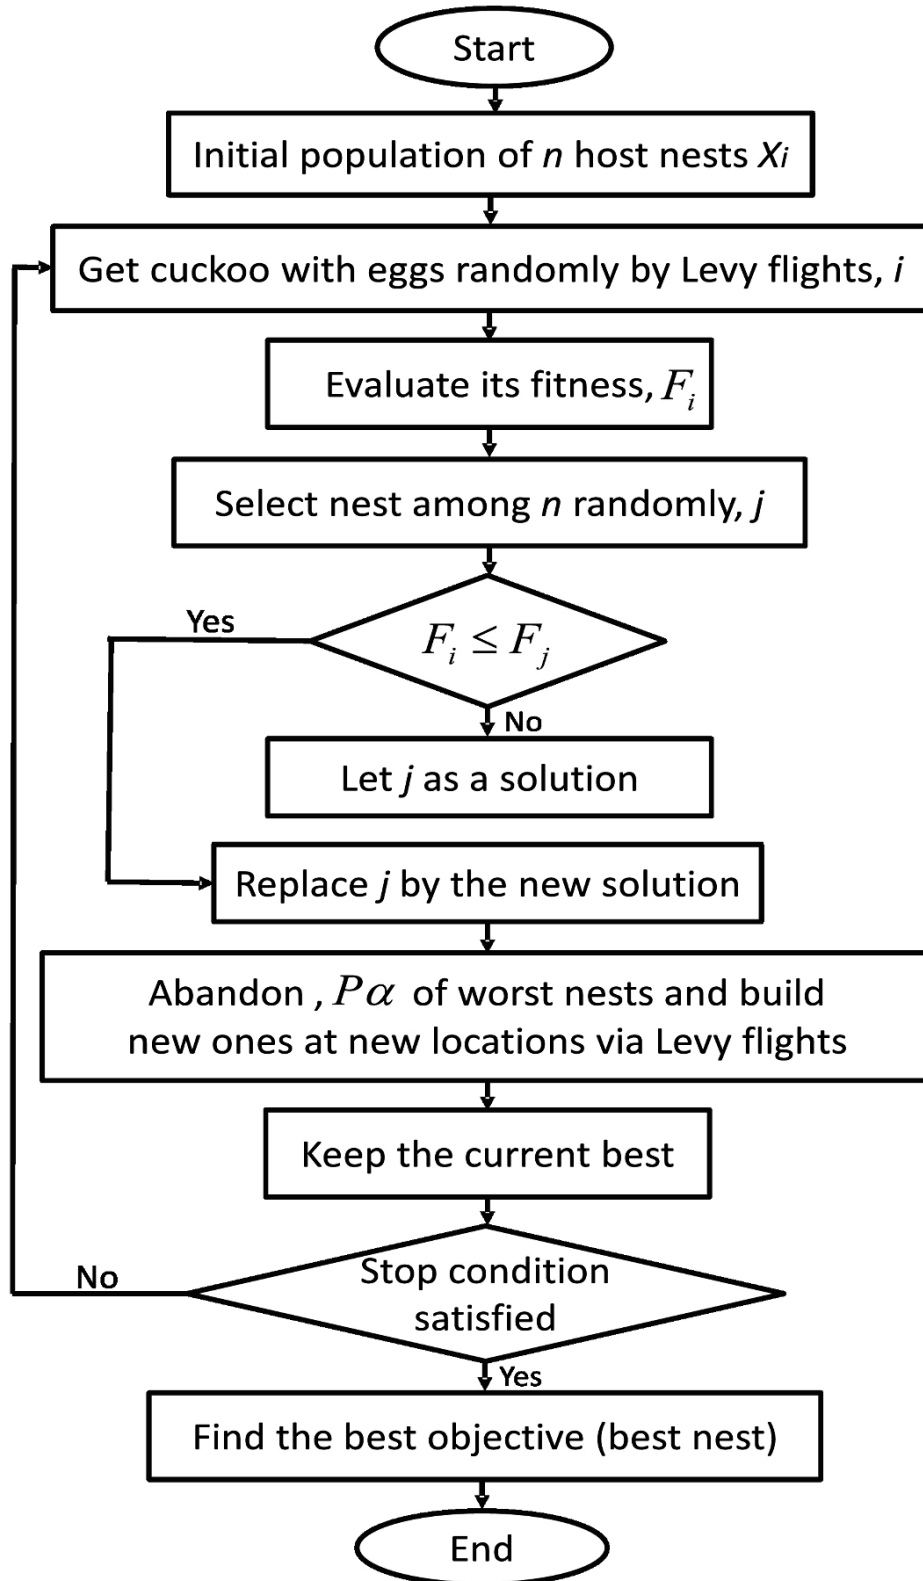 Start
Initial population of n host nests Xi
Get cuckoo with eggs randomly by Levy flights, i
Evaluate its fitness, F_i
Select nest among n randomly, j
Yes
F_i ≤ F_j
No
Let j as a solution
Replace j by the new solution
Abandon , Pα of worst nests and build
new ones at new locations via Levy flights
Keep the current best
No
Stop condition
satisfied
Yes
Find the best objective (best nest)
End